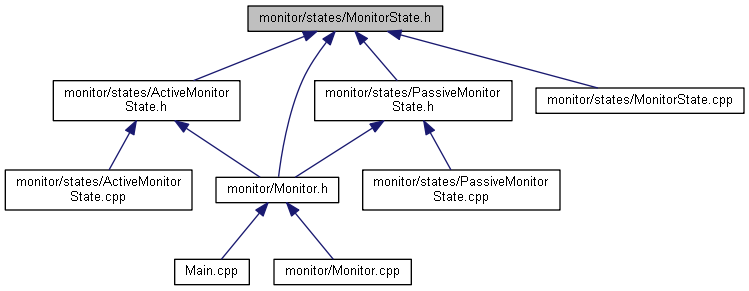 monitor/states/MonitorState.h
monitor/states/ActiveMonitor
State.h
monitor/states/PassiveMonitor
State.h
monitor/states/MonitorState.cpp
monitor/states/ActiveMonitor
State.cpp
monitor/Monitor.h
monitor/states/PassiveMonitor
State.cpp
Main.cpp
monitor/Monitor.cpp